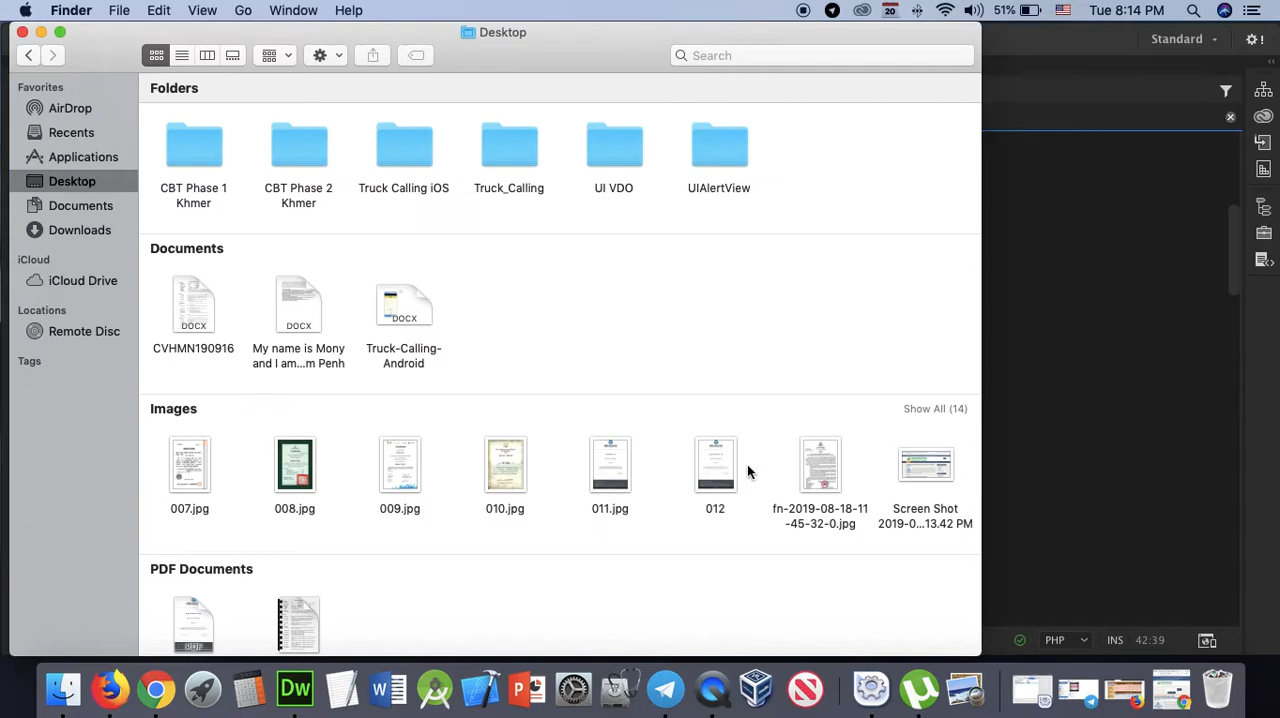 Finder File Edit View Go Window Help 20 51% Tue 8:14 PM
Desktop
Standard
Search
Favorites
AirDrop
Recents
Applications
Desktop
Documents
Downloads
iCloud
iCloud Drive
Locations
Remote Disc
Tags
Folders
CBT Phase 1
Khmer
CBT Phase 2
Khmer
Truck Calling iOS
Truck_Calling
UI VDO
UIAlertView
Documents
DOCX
CVHMN190916
DOCX
My name is Mony
and I am...m Penh
DOCX
Truck-Calling-
Android
Images
Show All (14)
007.jpg
008.jpg
009.jpg
010.jpg
011.jpg
012
fn-2019-08-18-11
-45-32-0.jpg
Screen Shot
2019-0...13.42 PM
PDF Documents
PDF
PHP INS 42:39
Dw